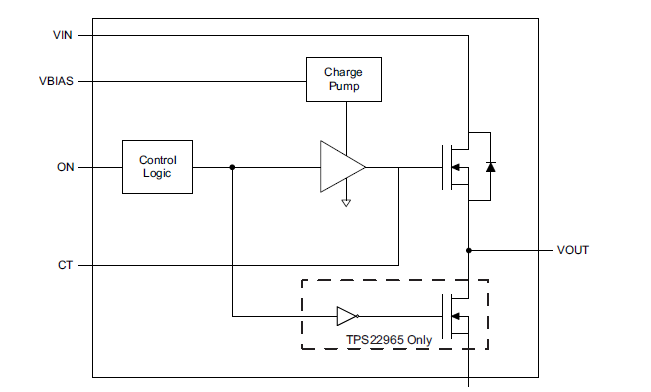 VIN
Charge
Pump
VBIAS
Control
Logic
ON
VOUT
CT
TPS22965 Only